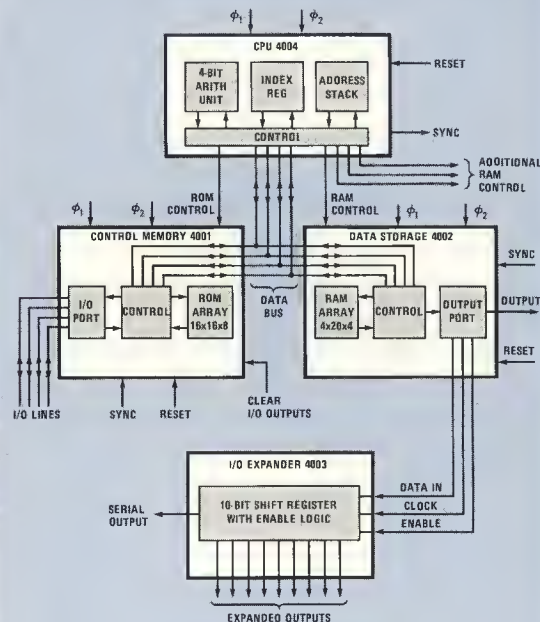 ϕ1 ϕ2
CPU 4004
4-BIT ARITH UNIT
INDEX REG
ADDRESS STACK
CONTROL
RESET
SYNC
ADDITIONAL RAM CONTROL
ROM CONTROL
RAM CONTROL
ϕ1 ϕ2
CONTROL MEMORY 4001
I/O PORT
CONTROL
ROM ARRAY 16x16x8
DATA BUS
I/O LINES
SYNC
RESET
CLEAR I/O OUTPUTS
ϕ1 ϕ2
DATA STORAGE 4002
RAM ARRAY 4x20x4
CONTROL
OUTPUT PORT
SYNC
OUTPUT
RESET
I/O EXPANDER 4003
10-BIT SHIFT REGISTER WITH ENABLE LOGIC
SERIAL OUTPUT
DATA IN
CLOCK
ENABLE
EXPANDED OUTPUTS